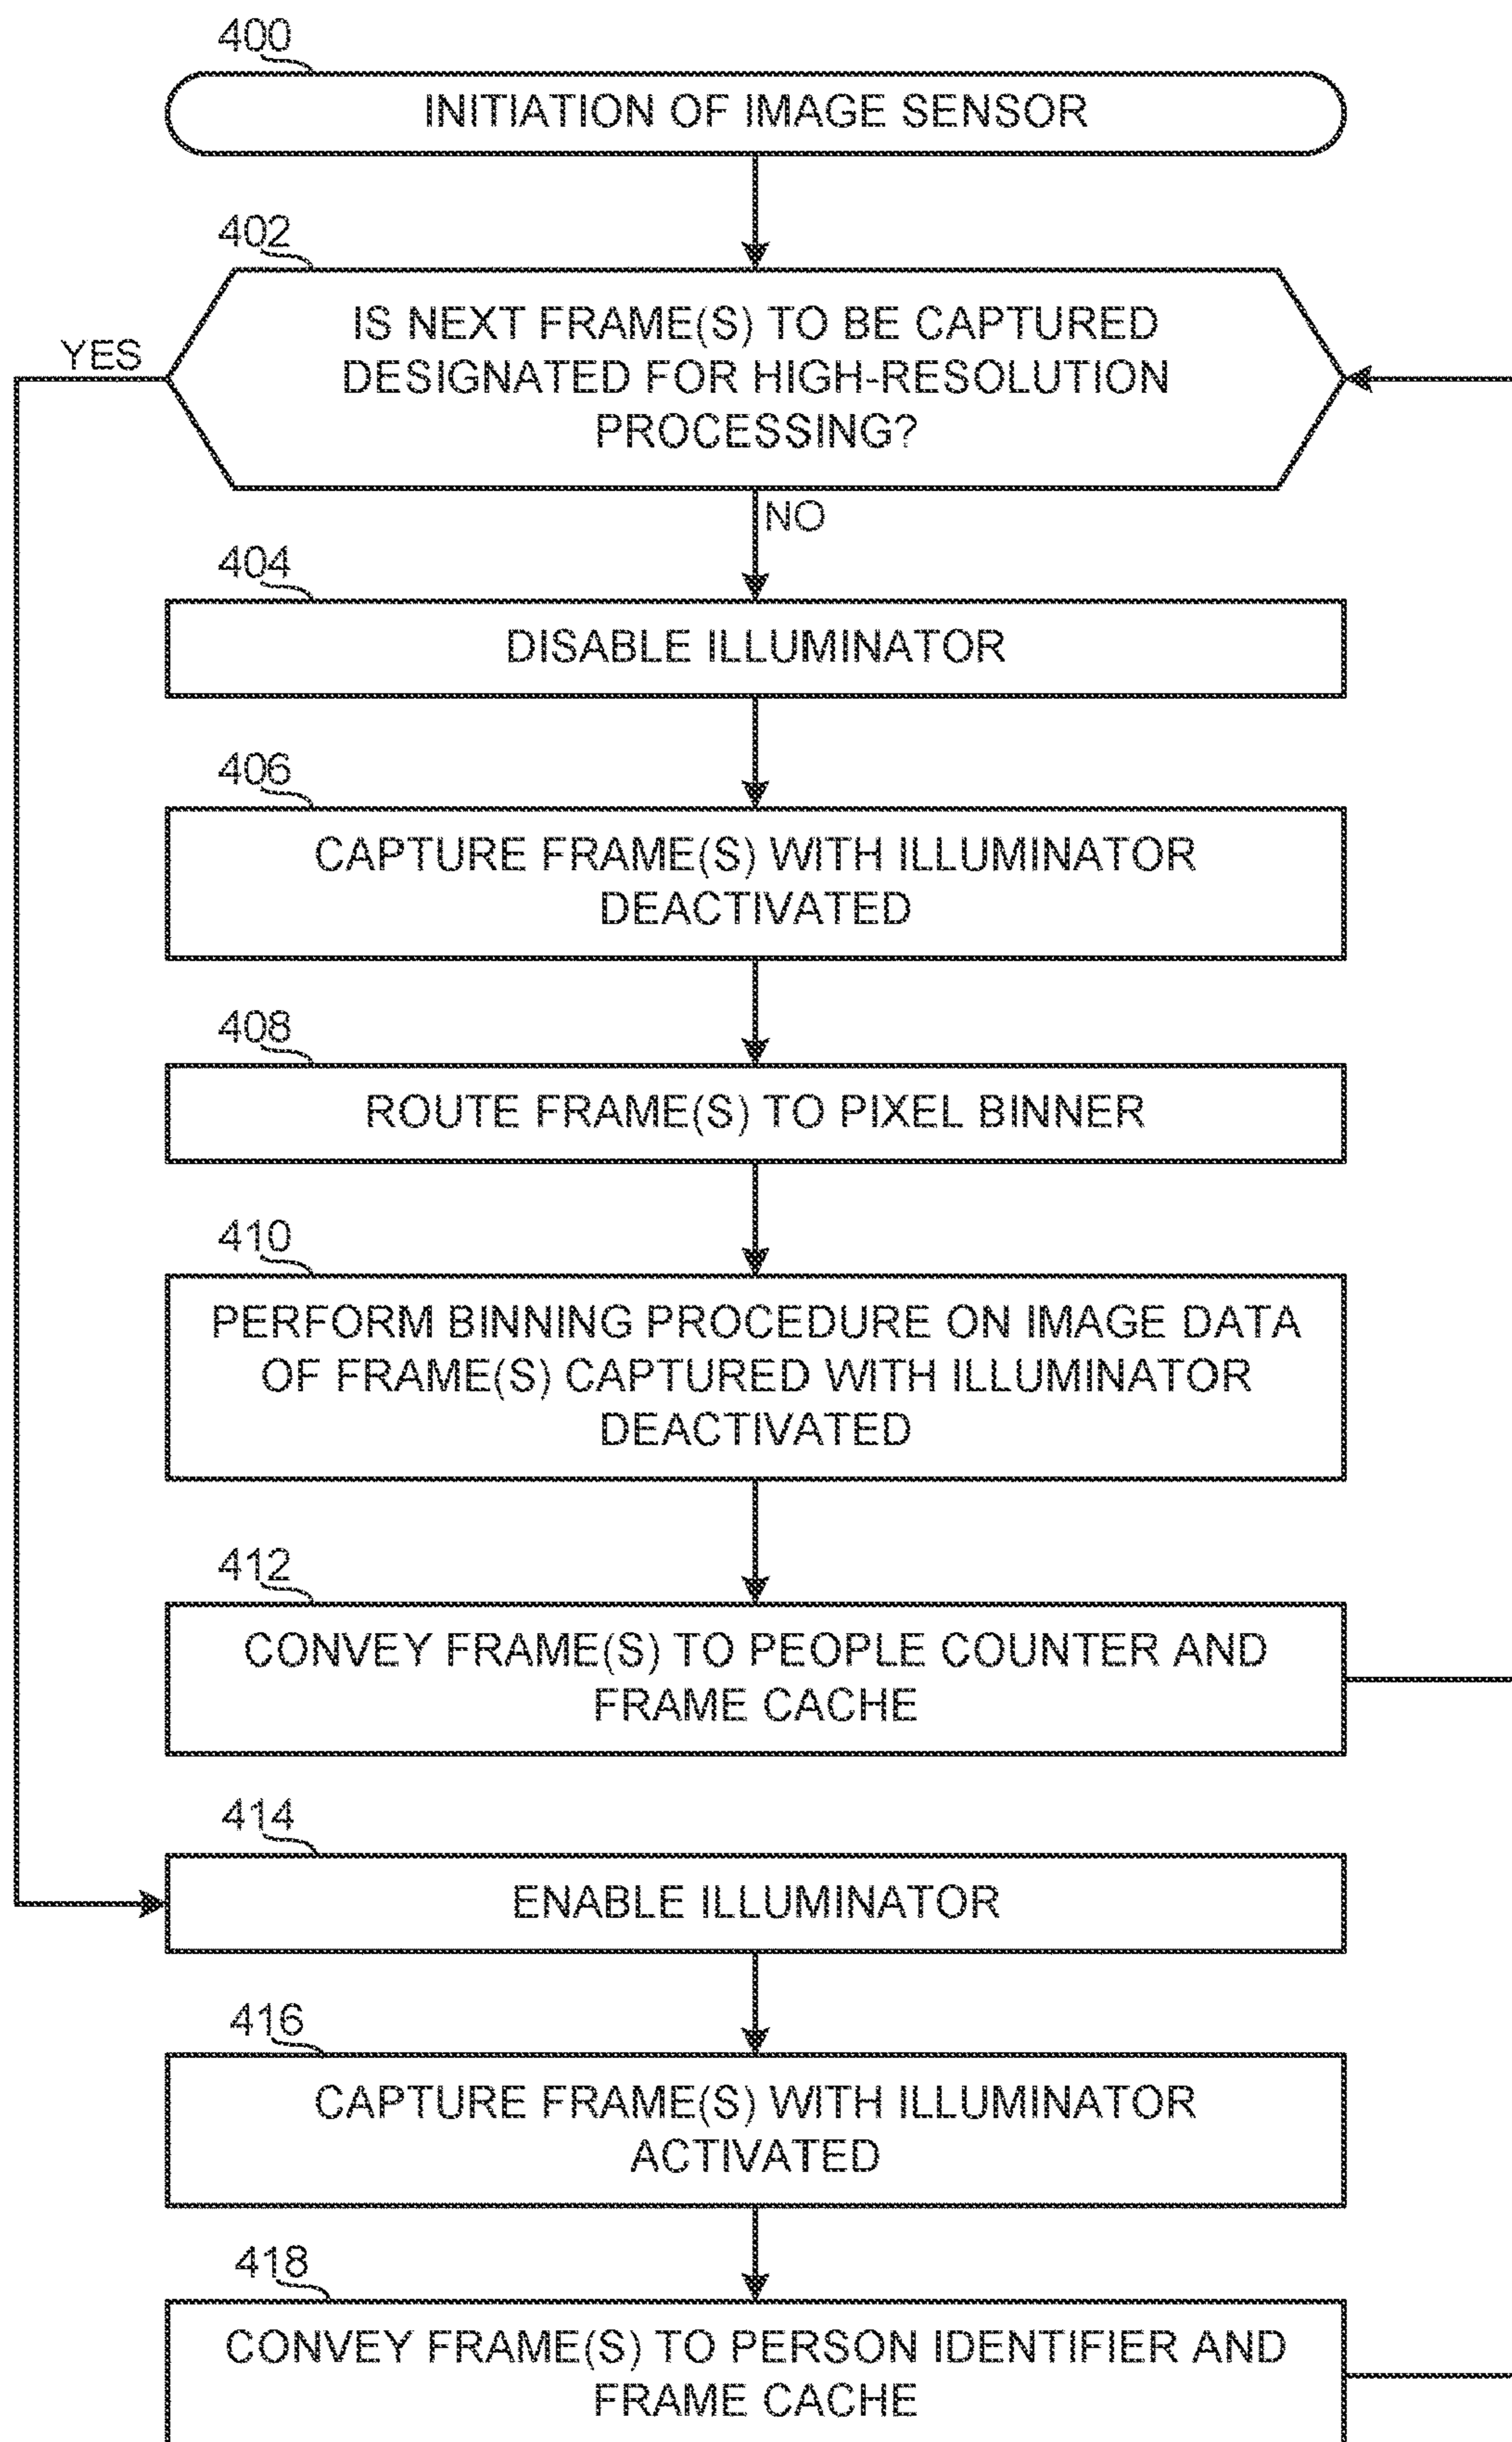 400
INITIATION OF IMAGE SENSOR
402
IS NEXT FRAME(S) TO BE CAPTURED
DESIGNATED FOR HIGH-RESOLUTION
PROCESSING?
YES
NO
404
DISABLE ILLUMINATOR
406
CAPTURE FRAME(S) WITH ILLUMINATOR
DEACTIVATED
408
ROUTE FRAME(S) TO PIXEL BINNER
410
PERFORM BINNING PROCEDURE ON IMAGE DATA
OF FRAME(S) CAPTURED WITH ILLUMINATOR
DEACTIVATED
412
CONVEY FRAME(S) TO PEOPLE COUNTER AND
FRAME CACHE
414
ENABLE ILLUMINATOR
416
CAPTURE FRAME(S) WITH ILLUMINATOR
ACTIVATED
418
CONVEY FRAME(S) TO PERSON IDENTIFIER AND
FRAME CACHE